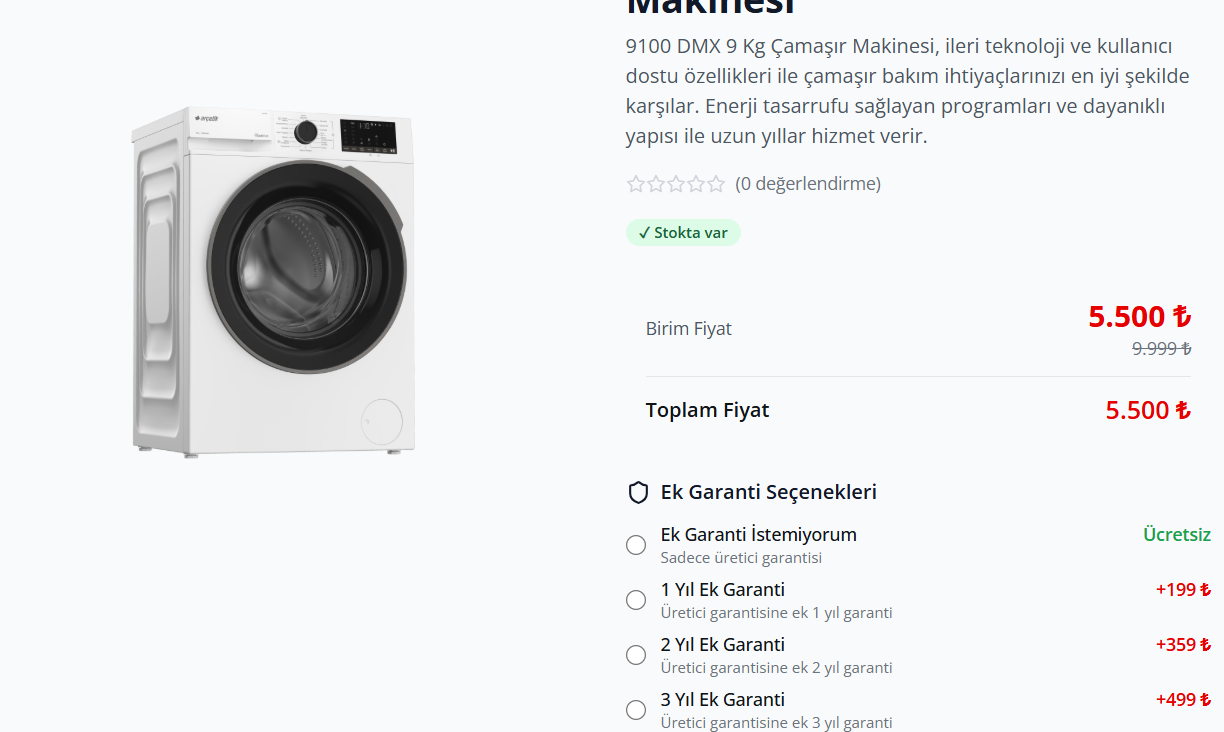 Makinesi
9100 DMX 9 Kg Çamaşır Makinesi, ileri teknoloji ve kullanıcı
dostu özellikleri ile çamaşır bakım ihtiyaçlarınızı en iyi şekilde
karşılar. Enerji tasarrufu sağlayan programları ve dayanıklı
yapısı ile uzun yıllar hizmet verir.
(0 değerlendirme)
✓ Stokta var
Birim Fiyat
5.500 ₺
9.999 ₺
Toplam Fiyat
5.500 ₺
Ek Garanti Seçenekleri
Ek Garanti İstemiyorum
Ücretsiz
Sadece üretici garantisi
1 Yıl Ek Garanti
+199 ₺
Üretici garantisine ek 1 yıl garanti
2 Yıl Ek Garanti
+359 ₺
Üretici garantisine ek 2 yıl garanti
3 Yıl Ek Garanti
+499 ₺
Üretici garantisine ek 3 yıl garanti
arçelik